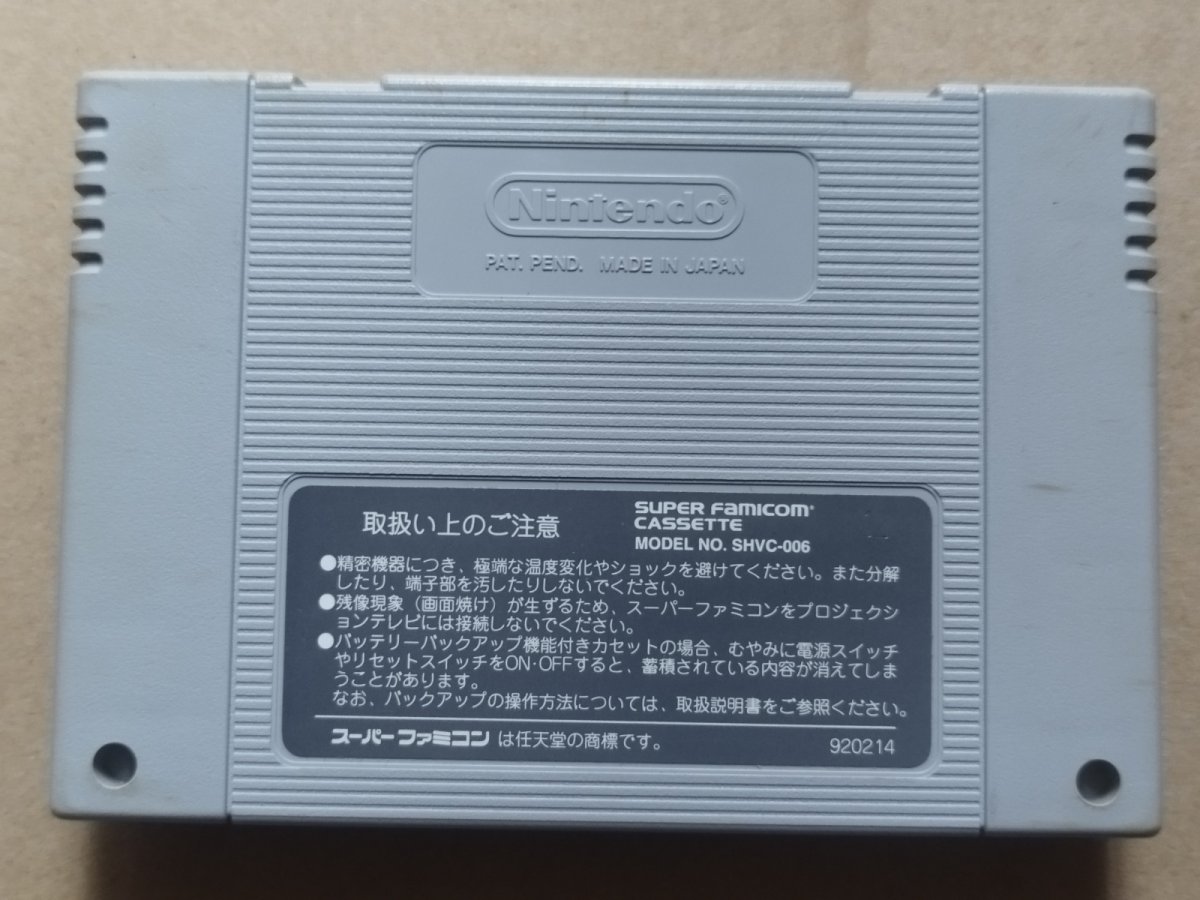 Nintendo®
PAT. PEND. MADE IN JAPAN
取扱い上のご注意
SUPER FAMICOM®
CASSETTE
MODEL NO. SHVC-006
●精密機器につき、極端な温度変化やショックを避けてください。また分解
したり、端子部を汚したりしないでください。
●残像現象（画面焼け）が生ずるため、スーパーファミコンをプロジェクシ
ョンテレビには接続しないでください。
●バッテリーバックアップ機能付きカセットの場合、むやみに電源スイッチ
やリセットスイッチをON・OFFすると、蓄積されている内容が消えてしま
うことがあります。
なお、バックアップの操作方法については、取扱説明書をご参照ください。
スーパーファミコンは任天堂の商標です。
920214